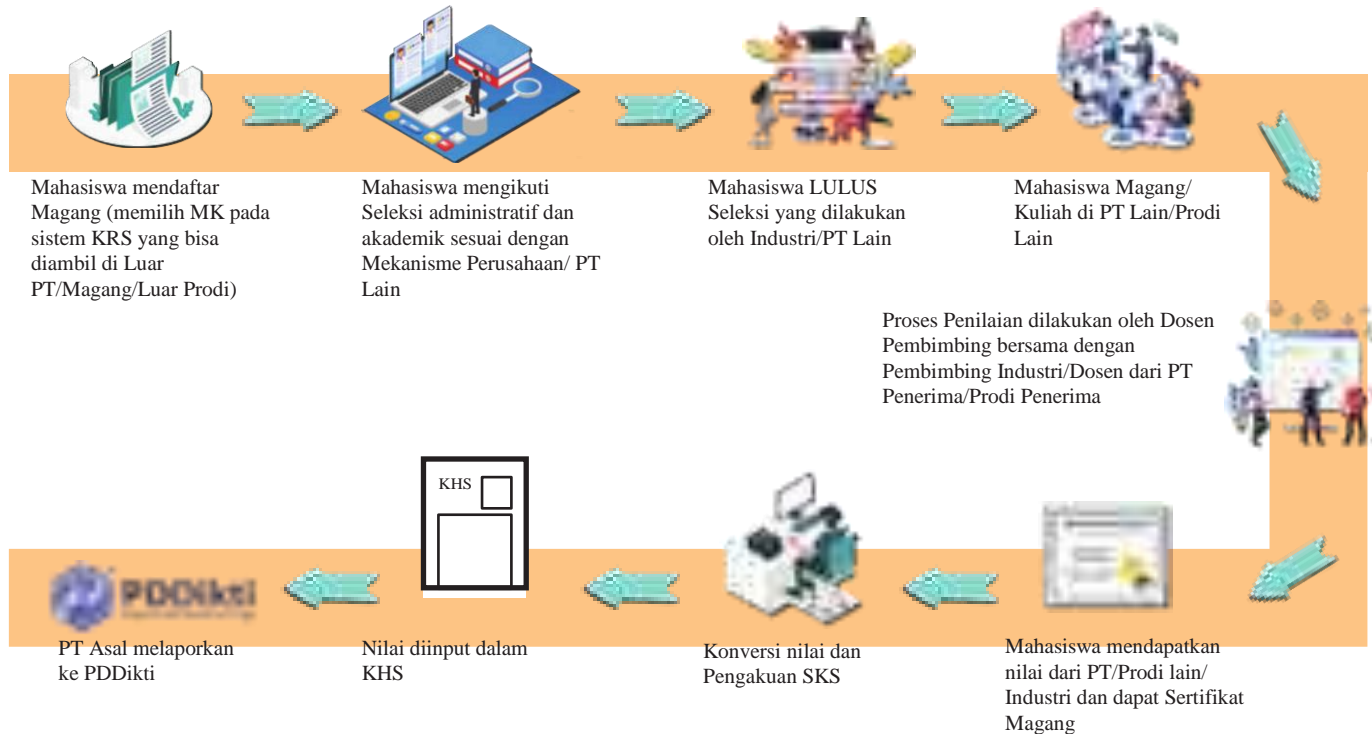 Mahasiswa mendaftar
Magang (memilih MK pada
sistem KRS yang bisa
diambil di Luar
PT/Magang/Luar Prodi)
Mahasiswa mengikuti
Seleksi administratif dan
akademik sesuai dengan
Mekanisme Perusahaan/ PT
Lain
Mahasiswa LULUS
Seleksi yang dilakukan
oleh Industri/PT Lain
Mahasiswa Magang/
Kuliah di PT Lain/Prodi
Lain
Proses Penilaian dilakukan oleh Dosen
Pembimbing bersama dengan
Pembimbing Industri/Dosen dari PT
Penerima/Prodi Penerima
Mahasiswa mendapatkan
nilai dari PT/Prodi lain/
Industri dan dapat Sertifikat
Magang
Konversi nilai dan
Pengakuan SKS
KHS
Nilai diinput dalam
KHS
PDDikti
PT Asal melaporkan
ke PDDikti